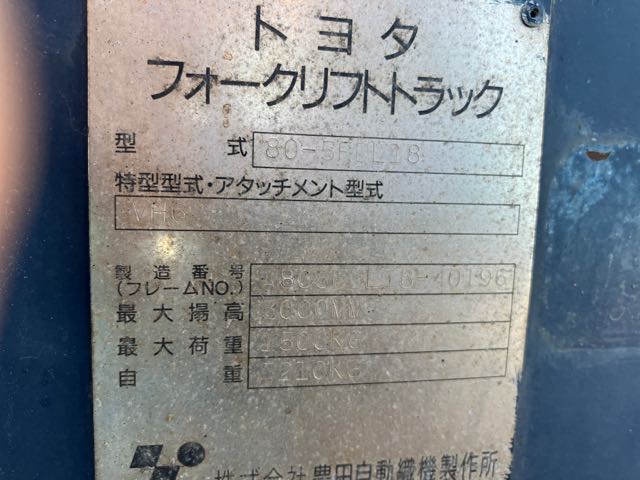 トヨタ
フォークリフトトラック
型式
特型型式・アタッチメント型式
製造番号
(フレームNO.)
最大揚高 3000MM
最大荷重 1500KG
自重
株式会社豊田自動織機製作所